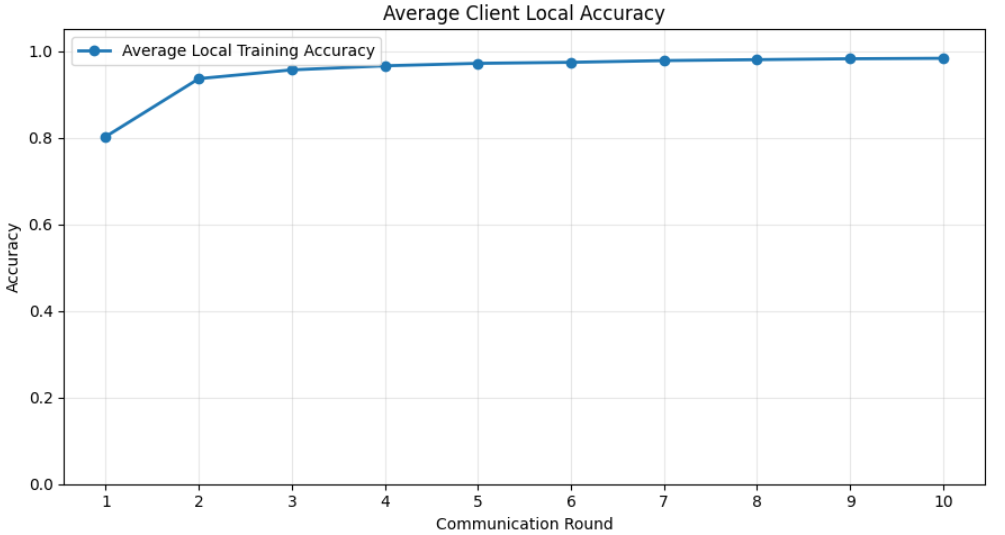 Average Client Local Accuracy
Average Local Training Accuracy
1.0
0.8
0.6
0.4
0.2
0.0
Accuracy
1 2 3 4 5 6 7 8 9 10
Communication Round